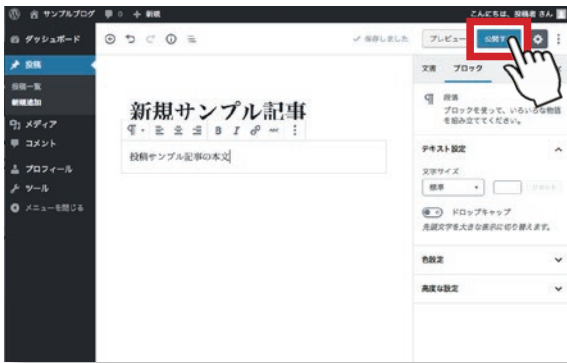 サンプルブログ 0 + 新規 こんにちは、投稿者 さん
ダッシュボード
保存しました プレビュー 公開す
投稿
投稿一覧
新規追加
メディア
コメント
プロフィール
ツール
メニューを閉じる
新規サンプル記事
B I
投稿サンプル記事の本文
文書 ブロック
段落
ブロックを使って、いろいろな物語
を組み立ててください。
テキスト設定
文字サイズ
標準 リセット
ドロップキャップ
先頭文字を大きな表示に切り替えます。
色設定
高度な設定